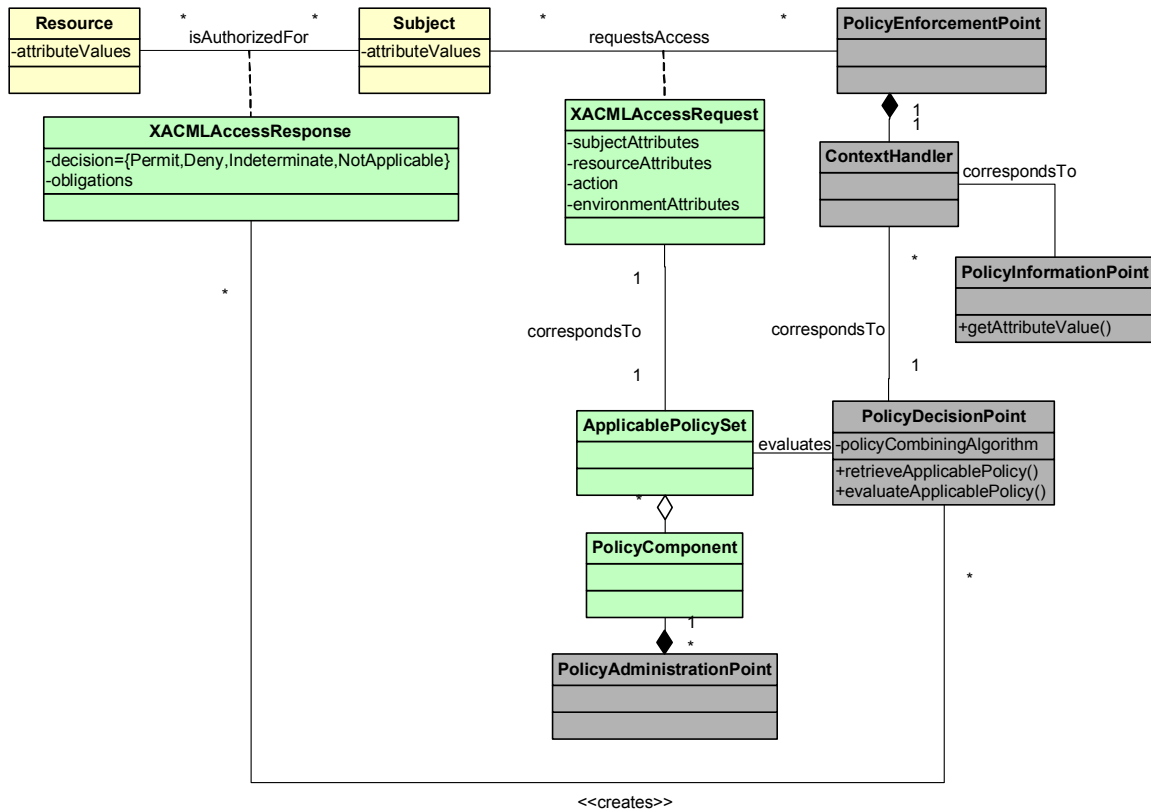 Resource
-attributeValues
*
*
isAuthorizedFor
Subject
-attributeValues
*
*
requestsAccess
PolicyEnforcementPoint
XACMLAccessResponse
-decision={Permit,Deny,Indeterminate,NotApplicable}
-obligations
XACMLAccessRequest
-subjectAttributes
-resourceAttributes
-action
-environmentAttributes
1
1
ContextHandler
correspondsTo
*
PolicyInformationPoint
+getAttributeValue()
*
1
correspondsTo
1
correspondsTo
1
ApplicablePolicySet
evaluates
PolicyDecisionPoint
-policyCombiningAlgorithm
+retrieveApplicablePolicy()
+evaluateApplicablePolicy()
*
PolicyComponent
*
1
*
PolicyAdministrationPoint
<<creates>>